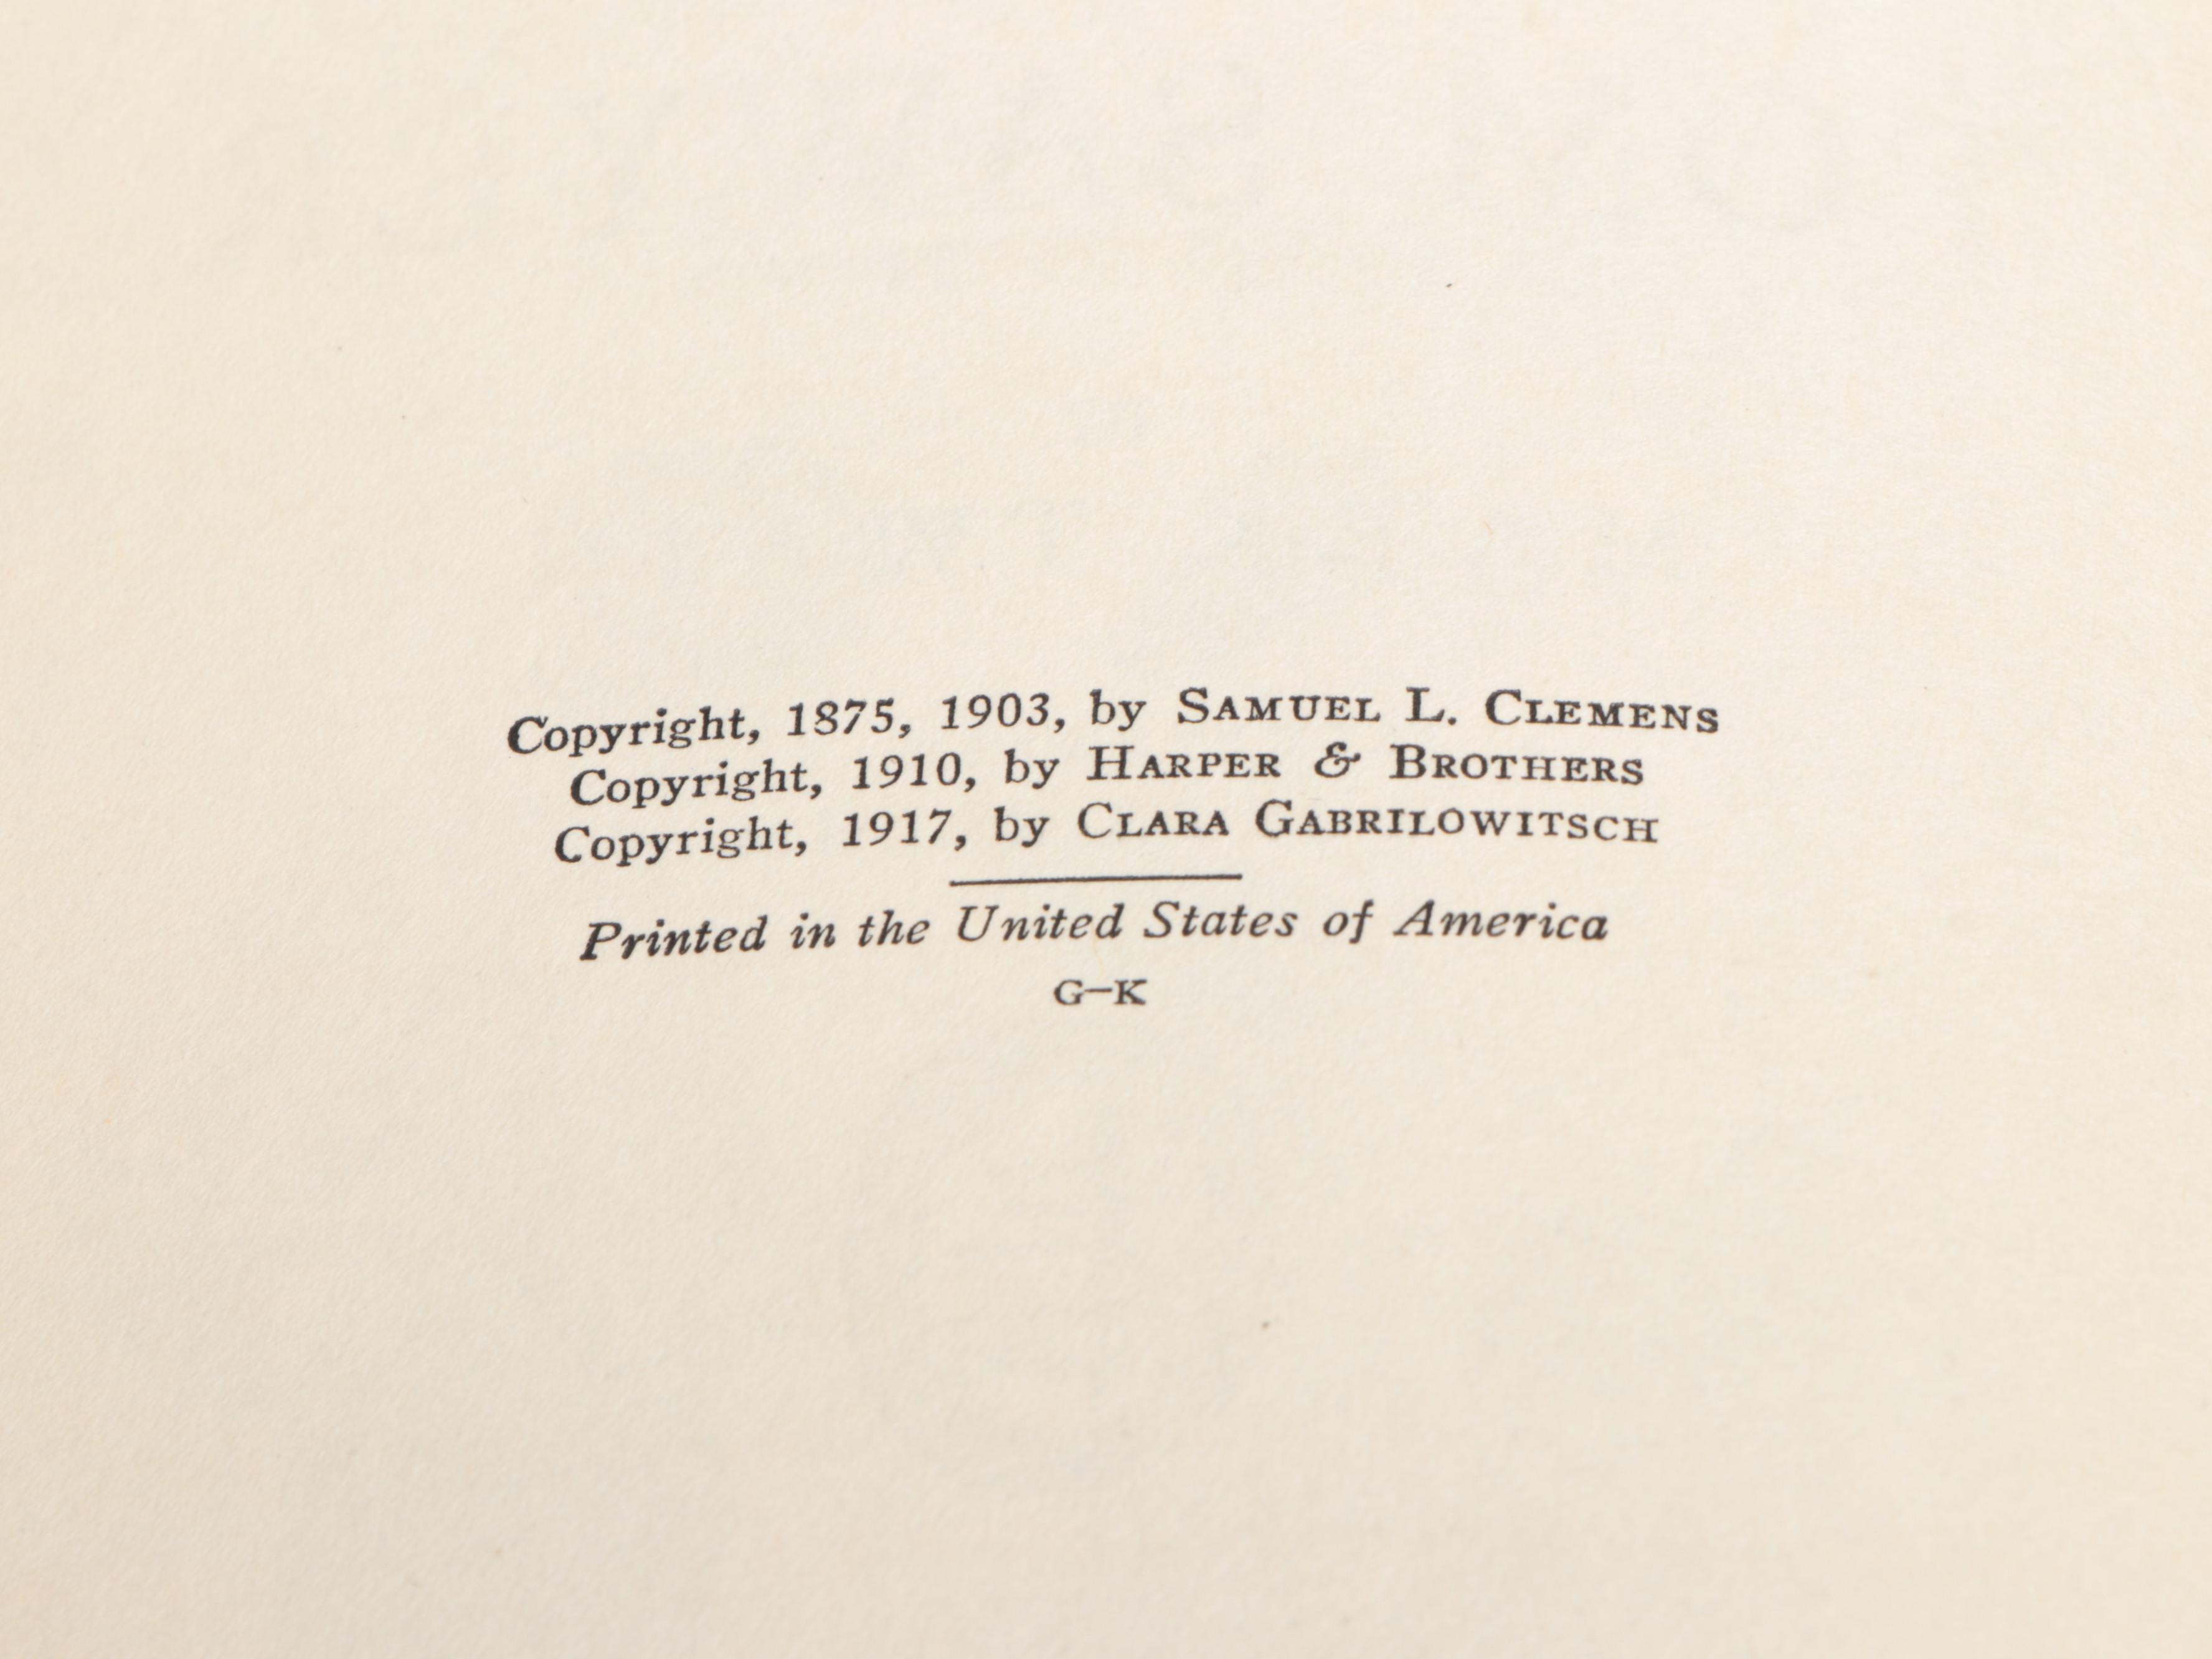 Copyright, 1875, 1903, by SAMUEL L. CLEMENS
Copyright, 1910, by HARPER & BROTHERS
Copyright, 1917, by CLARA GABRILOWITSCH
Printed in the United States of America
G–K